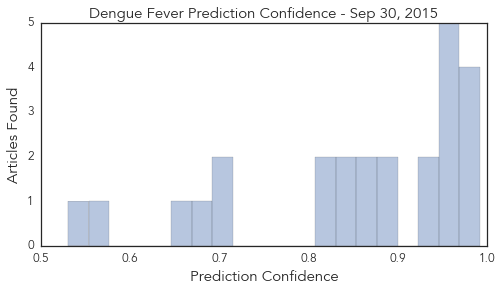 Dengue Fever Prediction Confidence - Sep 30, 2015
Articles Found
5
4
3
2
1
0
0.5 0.6 0.7 0.8 0.9 1.0
Prediction Confidence